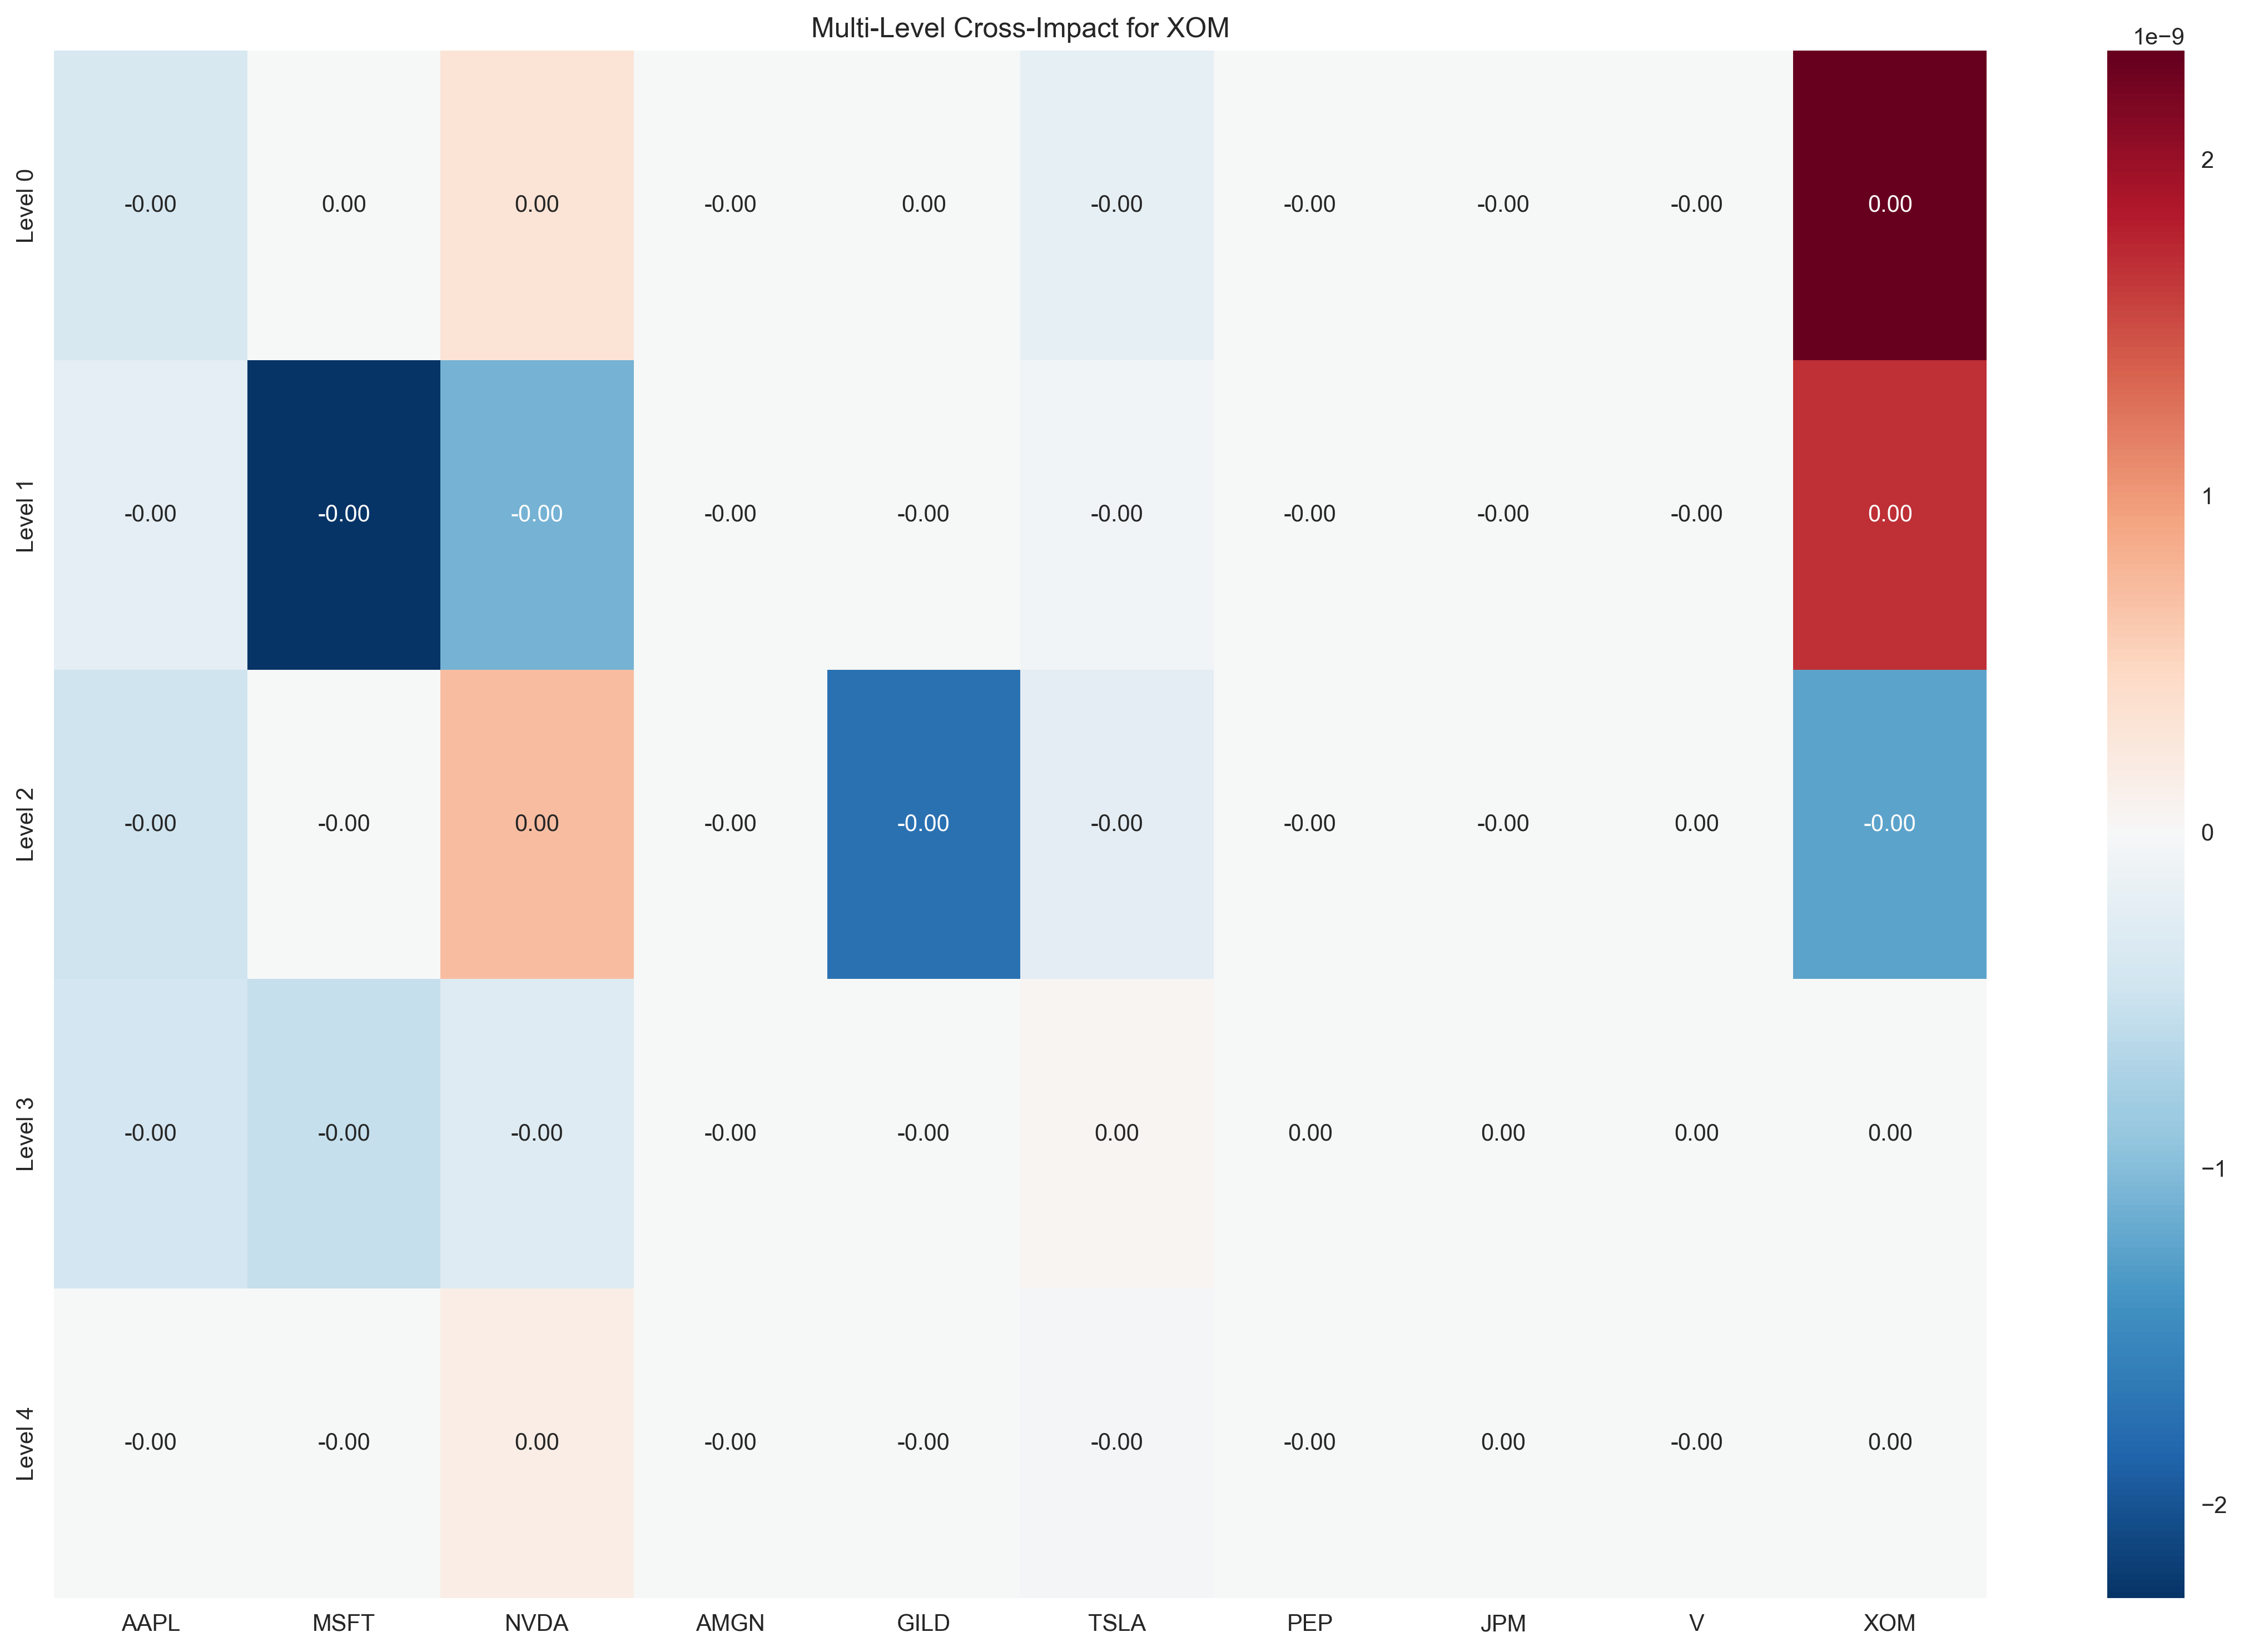 Multi-Level Cross-Impact for XOM
1e−9
Level 0
-0.00 0.00 0.00 -0.00 0.00 -0.00 -0.00 -0.00 -0.00 0.00
Level 1
-0.00 -0.00 -0.00 -0.00 -0.00 -0.00 -0.00 -0.00 -0.00 0.00
Level 2
-0.00 -0.00 0.00 -0.00 -0.00 -0.00 -0.00 -0.00 0.00 -0.00
Level 3
-0.00 -0.00 -0.00 -0.00 -0.00 0.00 0.00 0.00 0.00 0.00
Level 4
-0.00 -0.00 0.00 -0.00 -0.00 -0.00 -0.00 0.00 -0.00 0.00
AAPL MSFT NVDA AMGN GILD TSLA PEP JPM V XOM
2
1
0
−1
−2